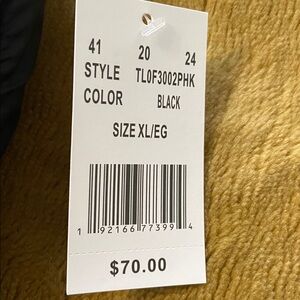 41 20 24
STYLE TL0F3002PHK
COLOR BLACK
SIZE XL/EG
1 92166 77399 4
$70.00